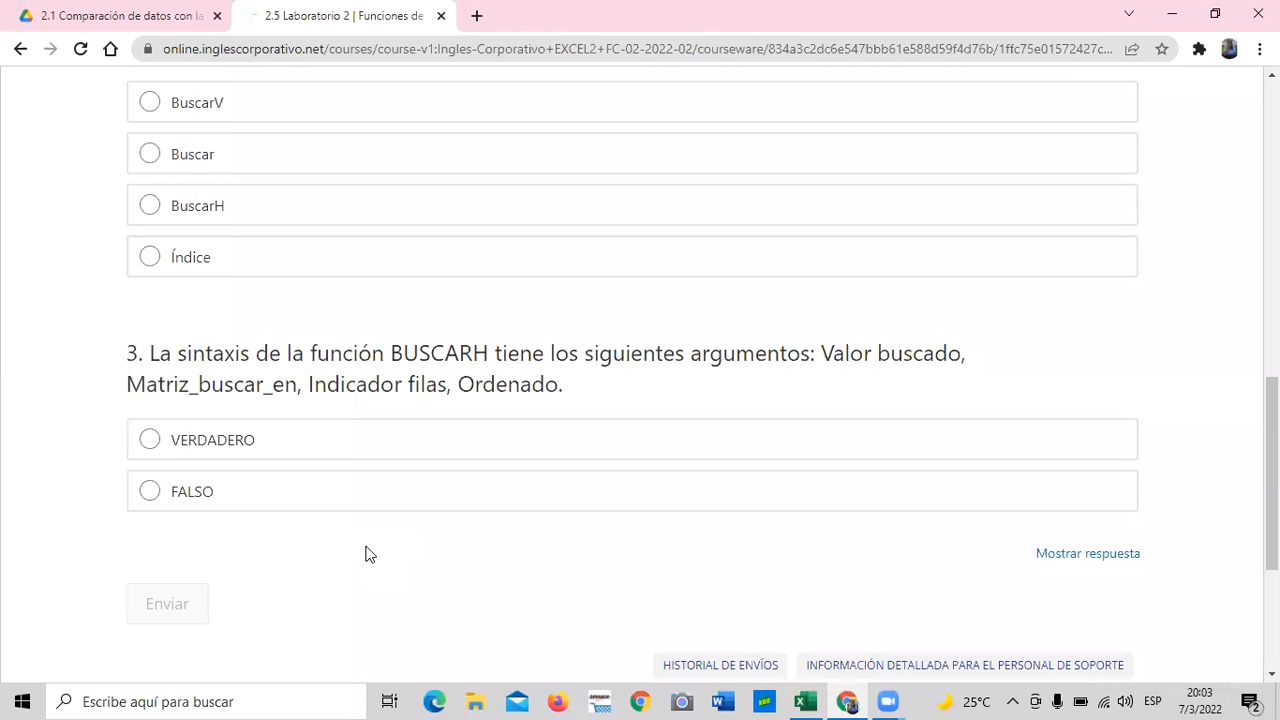 2.1 Comparación de datos con la
2.5 Laboratorio 2 | Funciones de
online.inglescorporativo.net/courses/course-v1:Ingles-Corporativo+EXCEL2+FC-02-2022-02/courseware/834a3c2dc6e547bbb61e588d59f4d76b/1ffc75e01572427c...
BuscarV
Buscar
BuscarH
Índice
3. La sintaxis de la función BUSCARH tiene los siguientes argumentos: Valor buscado,
Matriz_buscar_en, Indicador filas, Ordenado.
VERDADERO
FALSO
Mostrar respuesta
Enviar
HISTORIAL DE ENVÍOS
INFORMACIÓN DETALLADA PARA EL PERSONAL DE SOPORTE
Escribe aquí para buscar
25°C
ESP
20:03
7/3/2022
2